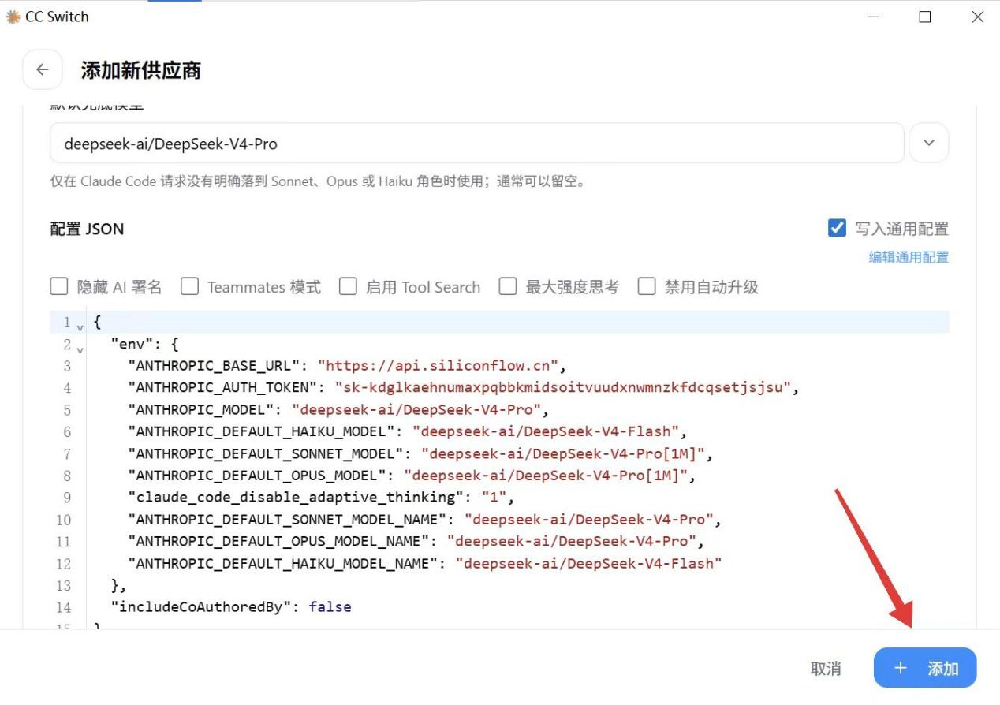 CC Switch
添加新供应商
默认兜底模型
deepseek-ai/DeepSeek-V4-Pro
仅在 Claude Code 请求没有明确落到 Sonnet、Opus 或 Haiku 角色时使用；通常可以留空。
配置 JSON
写入通用配置
编辑通用配置
隐藏 AI 署名 Teammates 模式 启用 Tool Search 最大强度思考 禁用自动升级
1 {
2 "env": {
3 "ANTHROPIC_BASE_URL": "https://api.siliconflow.cn",
4 "ANTHROPIC_AUTH_TOKEN": "sk-kdglkaehnumaxpqbbkmidsoitvuudxnwmnzkfdcqsetjsjsu",
5 "ANTHROPIC_MODEL": "deepseek-ai/DeepSeek-V4-Pro",
6 "ANTHROPIC_DEFAULT_HAIKU_MODEL": "deepseek-ai/DeepSeek-V4-Flash",
7 "ANTHROPIC_DEFAULT_SONNET_MODEL": "deepseek-ai/DeepSeek-V4-Pro[1M]",
8 "ANTHROPIC_DEFAULT_OPUS_MODEL": "deepseek-ai/DeepSeek-V4-Pro[1M]",
9 "claude_code_disable_adaptive_thinking": "1",
10 "ANTHROPIC_DEFAULT_SONNET_MODEL_NAME": "deepseek-ai/DeepSeek-V4-Pro",
11 "ANTHROPIC_DEFAULT_OPUS_MODEL_NAME": "deepseek-ai/DeepSeek-V4-Pro",
12 "ANTHROPIC_DEFAULT_HAIKU_MODEL_NAME": "deepseek-ai/DeepSeek-V4-Flash"
13 },
14 "includeCoAuthoredBy": false
15 }
取消 + 添加